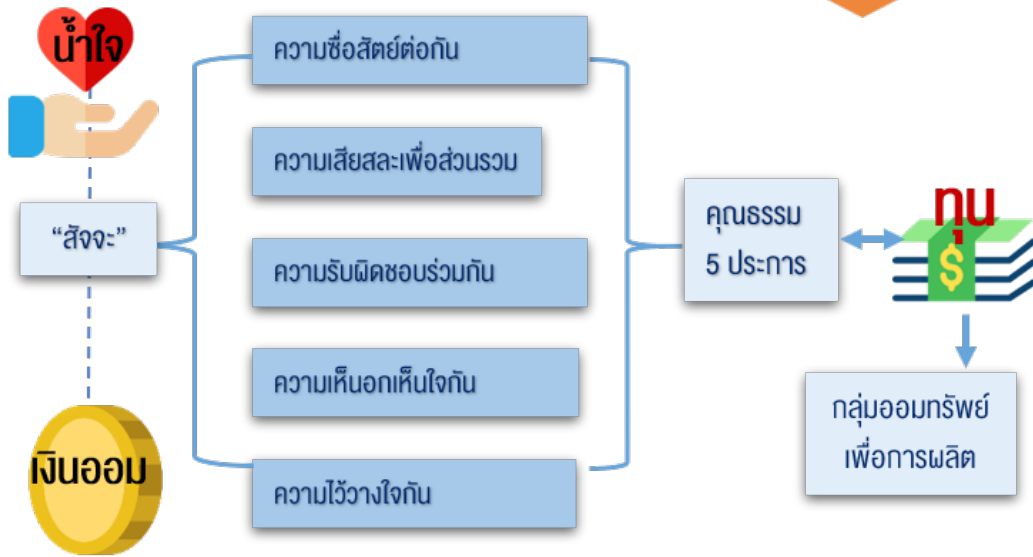 น้ำใจ
“สัจจะ”
เงินออม
ความซื่อสัตย์ต่อกัน
ความเสียสละเพื่อส่วนรวม
ความรับผิดชอบร่วมกัน
ความเห็นอกเห็นใจกัน
ความไว้วางใจกัน
คุณธรรม
5 ประการ
ทุน
$
กลุ่มออมทรัพย์
เพื่อการผลิต